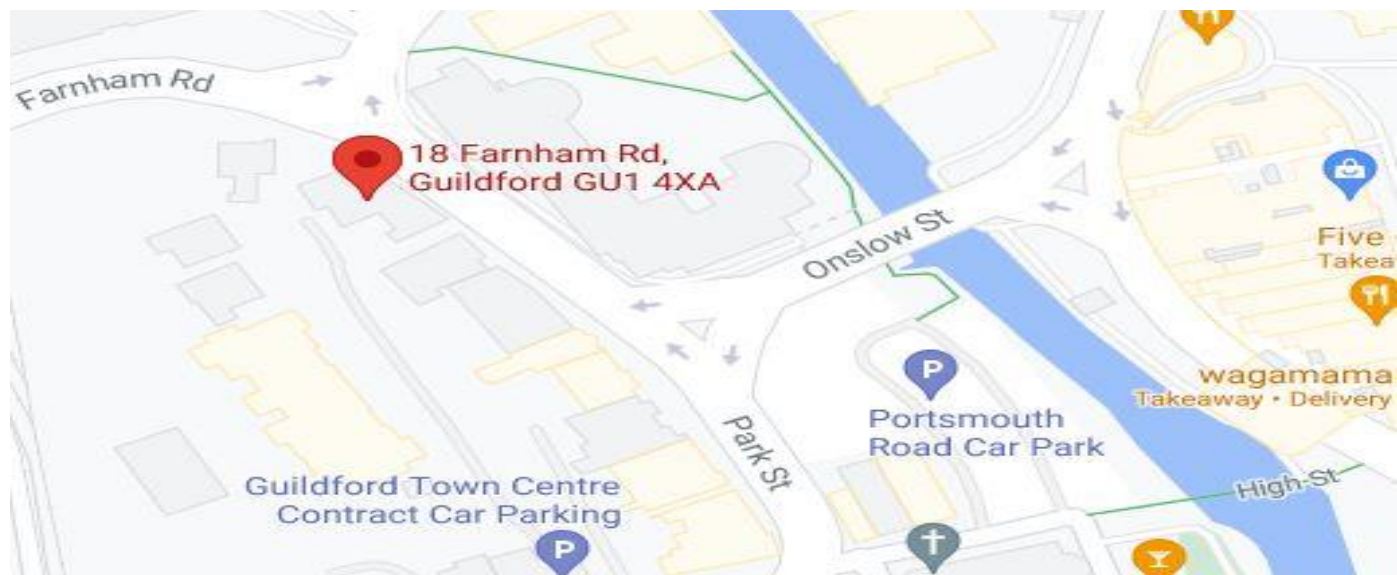 Farnham Rd
18 Farnham Rd,
Guildford GU1 4XA
Onslow St
Five
Takea
P
wagamama
Takeaway • Delivery
Portsmouth
Road Car Park
Park St
High St
Guildford Town Centre
Contract Car Parking
P